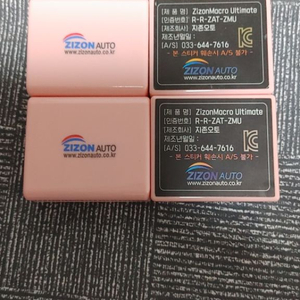 ZIZON AUTO
www.zizonauto.co.kr
[제 품 명] ZizonMacro Ultimate
[인증번호] R-R-ZAT-ZMU
[제조회사] 지존모토
제조년월일 :
[A/S] 033-644-7616
- 본 스티커 훼손시 A/S 불가 -
ZIZON AUTO
www.zizonauto.co.kr
ZIZON AUTO
www.zizonauto.co.kr
[제 품 명] ZizonMacro Ultimate
[인증번호] R-R-ZAT-ZMU
[제조회사] 지존모토
제조년월일 :
[A/S] 033-644-7616
- 본 스티커 훼손시 A/S 불가 -
ZIZON AUTO
www.zizonauto.co.kr